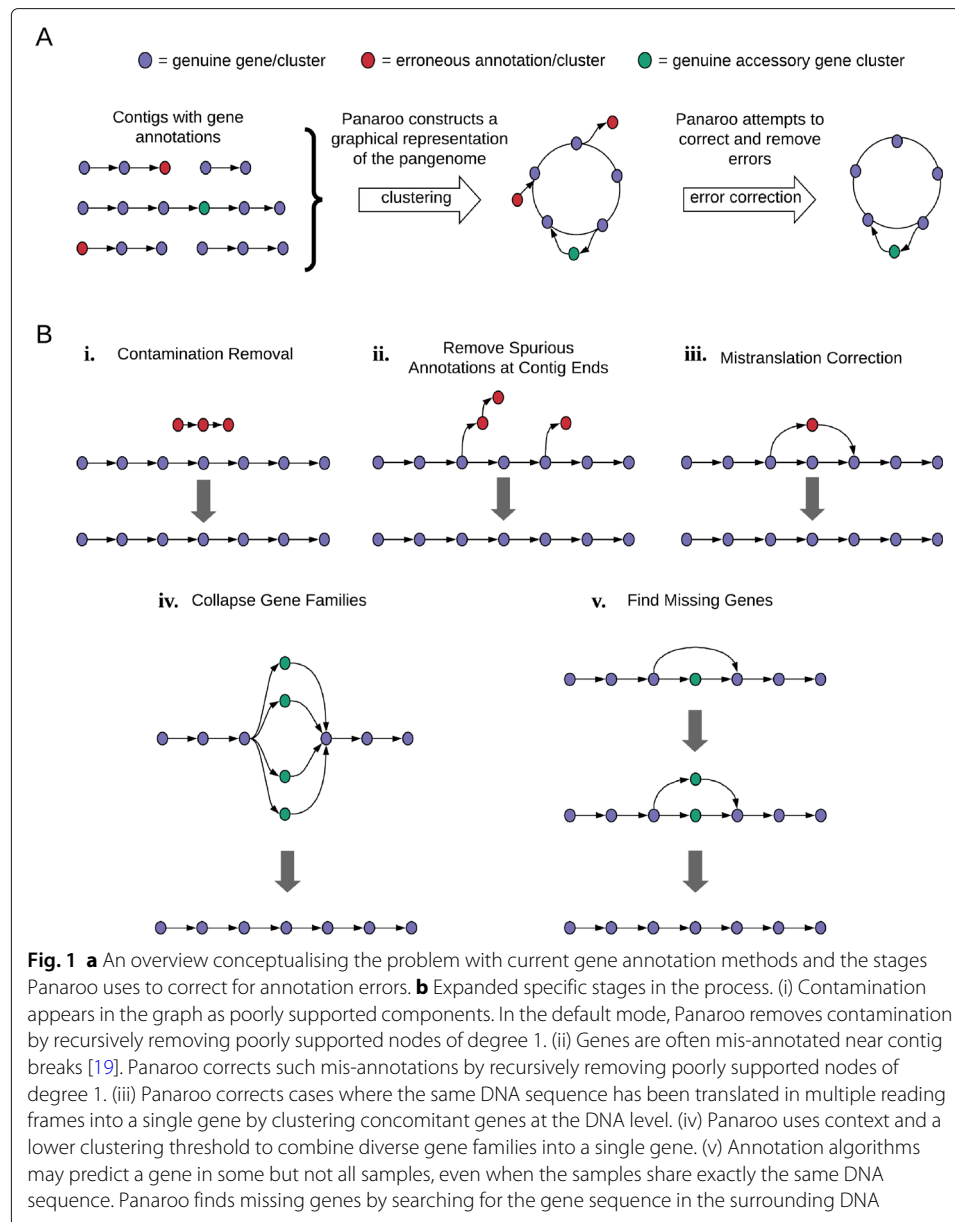 A
= genuine gene/cluster
= erroneous annotation/cluster
= genuine accessory gene cluster
Contigs with gene
annotations
Panaroo constructs a
graphical representation
of the pangenome
clustering
Panaroo attempts to
correct and remove
errors
error correction
B
i. Contamination Removal
ii. Remove Spurious
Annotations at Contig Ends
iii. Mistranslation Correction
iv. Collapse Gene Families
v. Find Missing Genes
Fig. 1 a An overview conceptualising the problem with current gene annotation methods and the stages
Panaroo uses to correct for annotation errors. b Expanded specific stages in the process. (i) Contamination
appears in the graph as poorly supported components. In the default mode, Panaroo removes contamination
by recursively removing poorly supported nodes of degree 1. (ii) Genes are often mis-annotated near contig
breaks [19]. Panaroo corrects such mis-annotations by recursively removing poorly supported nodes of
degree 1. (iii) Panaroo corrects cases where the same DNA sequence has been translated in multiple reading
frames into a single gene by clustering concomitant genes at the DNA level. (iv) Panaroo uses context and a
lower clustering threshold to combine diverse gene families into a single gene. (v) Annotation algorithms
may predict a gene in some but not all samples, even when the samples share exactly the same DNA
sequence. Panaroo finds missing genes by searching for the gene sequence in the surrounding DNA